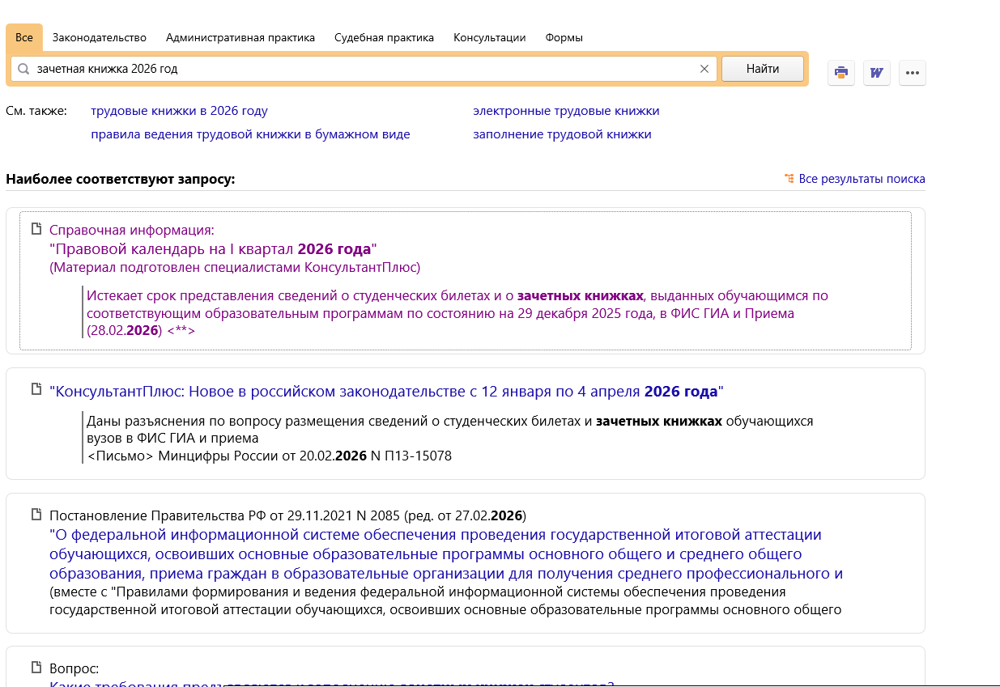 Все Законодательство Административная практика Судебная практика Консультации Формы
зачетная книжка 2026 год Найти
См. также: трудовые книжки в 2026 году электронные трудовые книжки
правила ведения трудовой книжки в бумажном виде заполнение трудовой книжки
Наиболее соответствуют запросу: Все результаты поиска
Справочная информация:
"Правовой календарь на I квартал 2026 года"
(Материал подготовлен специалистами КонсультантПлюс)
Истекает срок представления сведений о студенческих билетах и о зачетных книжках, выданных обучающимся по
соответствующим образовательным программам по состоянию на 29 декабря 2025 года, в ФИС ГИА и Приема
(28.02.2026) <**>
"КонсультантПлюс: Новое в российском законодательстве с 12 января по 4 апреля 2026 года"
Даны разъяснения по вопросу размещения сведений о студенческих билетах и зачетных книжках обучающихся
вузов в ФИС ГИА и приема
<Письмо> Минцифры России от 20.02.2026 N П13-15078
Постановление Правительства РФ от 29.11.2021 N 2085 (ред. от 27.02.2026)
"О федеральной информационной системе обеспечения проведения государственной итоговой аттестации
обучающихся, освоивших основные образовательные программы основного общего и среднего общего
образования, приема граждан в образовательные организации для получения среднего профессионального и
(вместе с "Правилами формирования и ведения федеральной информационной системы обеспечения проведения
государственной итоговой аттестации обучающихся, освоивших основные образовательные программы основного общего
Вопрос: